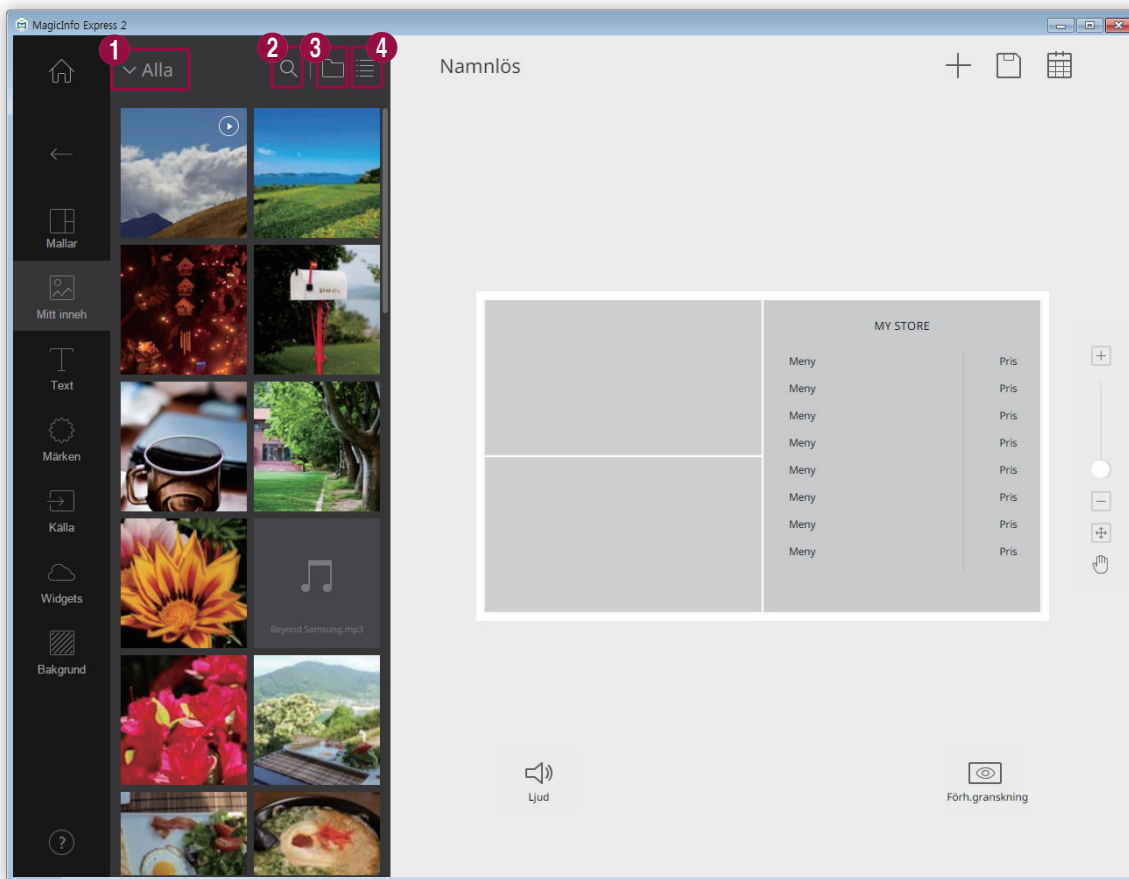 MagicInfo Express 2
1
2
3
4
Alla
Namnlös
Mallar
Mitt inneh
Text
Märken
Källa
Widgets
Bakgrund
?
Beyond Samsung.mp3
MY STORE
Meny Pris
Meny Pris
Meny Pris
Meny Pris
Meny Pris
Meny Pris
Meny Pris
Meny Pris
Ljud
Förh.granskning